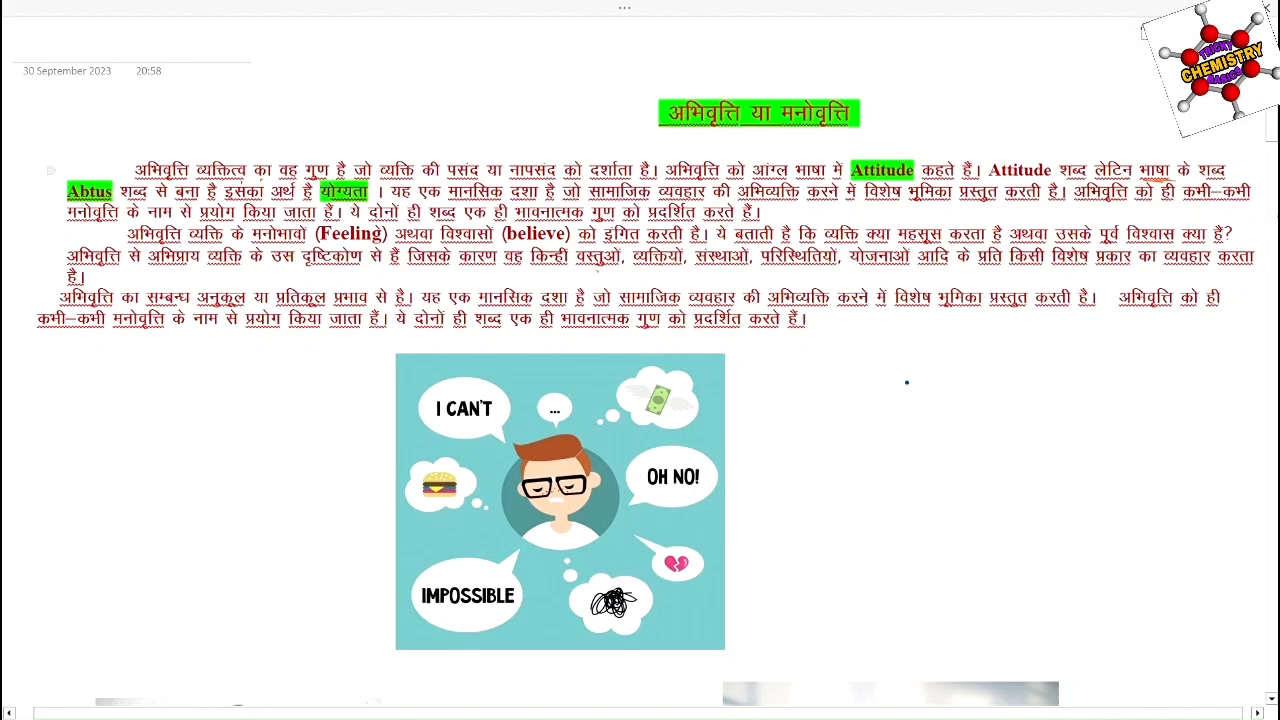 30 September 2023 20:58
TRICKY
CHEMISTRY
BASICS
अभिवृत्ति या मनोवृत्ति
अभिवृत्ति व्यक्तित्व का वह गुण है जो व्यक्ति की पसंद या नापसंद को दर्शाता है। अभिवृत्ति को आंग्ल भाषा में Attitude कहते हैं। Attitude शब्द लेटिन भाषा के शब्द
Abtus शब्द से बना है इसका अर्थ है योग्यता । यह एक मानसिक दशा है जो सामाजिक व्यवहार की अभिव्यक्ति करने में विशेष भूमिका प्रस्तुत करती है। अभिवृत्ति को ही कभी-कभी
मनोवृत्ति के नाम से प्रयोग किया जाता हैं। ये दोनों ही शब्द एक ही भावनात्मक गुण को प्रदर्शित करते हैं।
अभिवृत्ति व्यक्ति के मनोभावों (Feeling) अथवा विश्वासों (believe) को इंगित करती है। ये बताती है कि व्यक्ति क्या महसूस करता है अथवा उसके पूर्व विश्वास क्या है?
अभिवृत्ति से अभिप्राय व्यक्ति के उस दृष्टिकोण से हैं जिसके कारण वह किन्हीं वस्तुओं, व्यक्तियों, संस्थाओं, परिस्थितियों, योजनाओं आदि के प्रति किसी विशेष प्रकार का व्यवहार करता
है।
अभिवृत्ति का सम्बन्ध अनुकूल या प्रतिकूल प्रभाव से है। यह एक मानसिक दशा है जो सामाजिक व्यवहार की अभिव्यक्ति करने में विशेष भूमिका प्रस्तुत करती है। अभिवृत्ति को ही
कभी-कभी मनोवृत्ति के नाम से प्रयोग किया जाता हैं। ये दोनों ही शब्द एक ही भावनात्मक गुण को प्रदर्शित करते हैं।
I CAN'T
...
OH NO!
IMPOSSIBLE